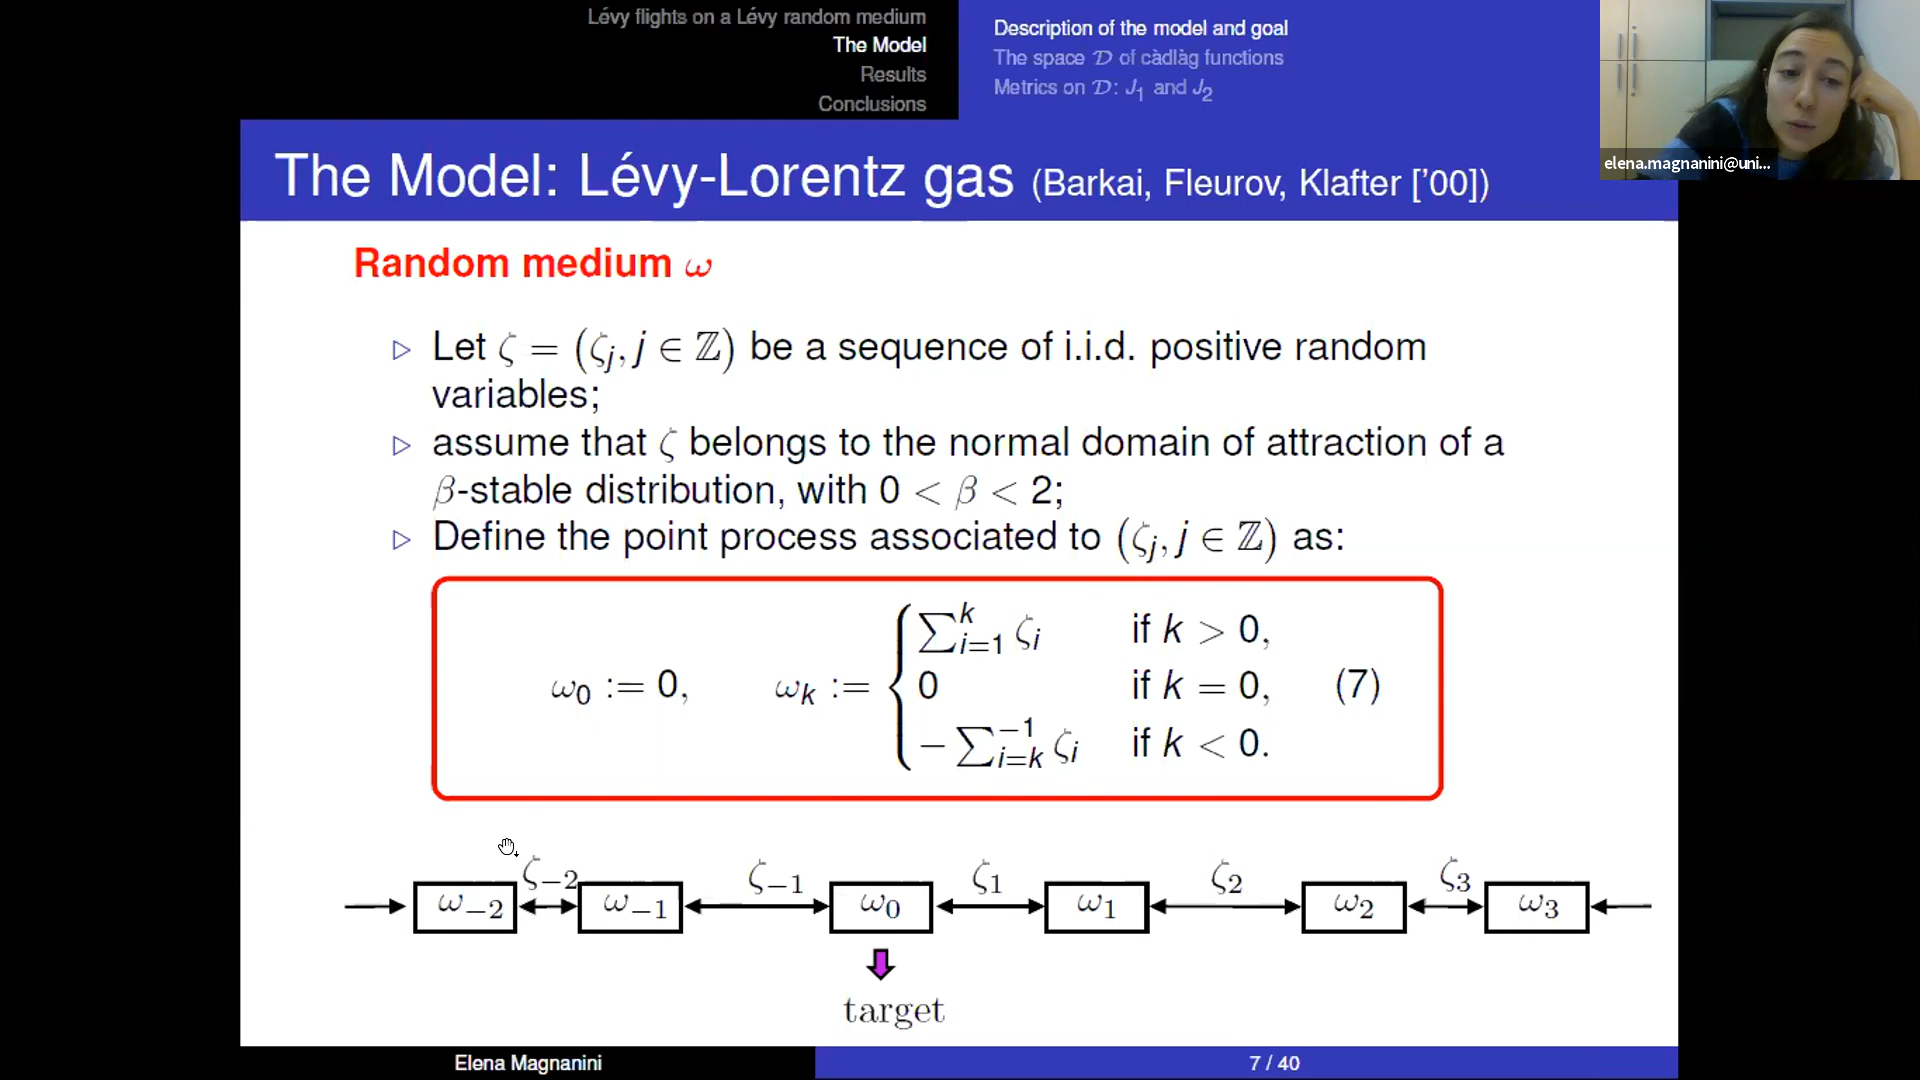 Lévy flights on a Lévy random medium
The Model
Results
Conclusions
Description of the model and goal
The space 𝒟 of càdlàg functions
Metrics on 𝒟: J₁ and J₂
elena.magnanini@uni...
The Model: Lévy-Lorentz gas (Barkai, Fleurov, Klafter ['00])
Random medium ω
▷ Let ζ = (ζⱼ, j ∈ ℤ) be a sequence of i.i.d. positive random
variables;
▷ assume that ζ belongs to the normal domain of attraction of a
β-stable distribution, with 0 < β < 2;
▷ Define the point process associated to (ζⱼ, j ∈ ℤ) as:
ω₀ := 0, ωₖ := { ∑ᵢ₌₁ᵏ ζᵢ if k > 0,
0 if k = 0, (7)
− ∑ᵢ₌ₖ⁻¹ ζᵢ if k < 0.
ζ₋₂ ζ₋₁ ζ₁ ζ₂ ζ₃
ω₋₂ ω₋₁ ω₀ ω₁ ω₂ ω₃
target
Elena Magnanini
7 / 40